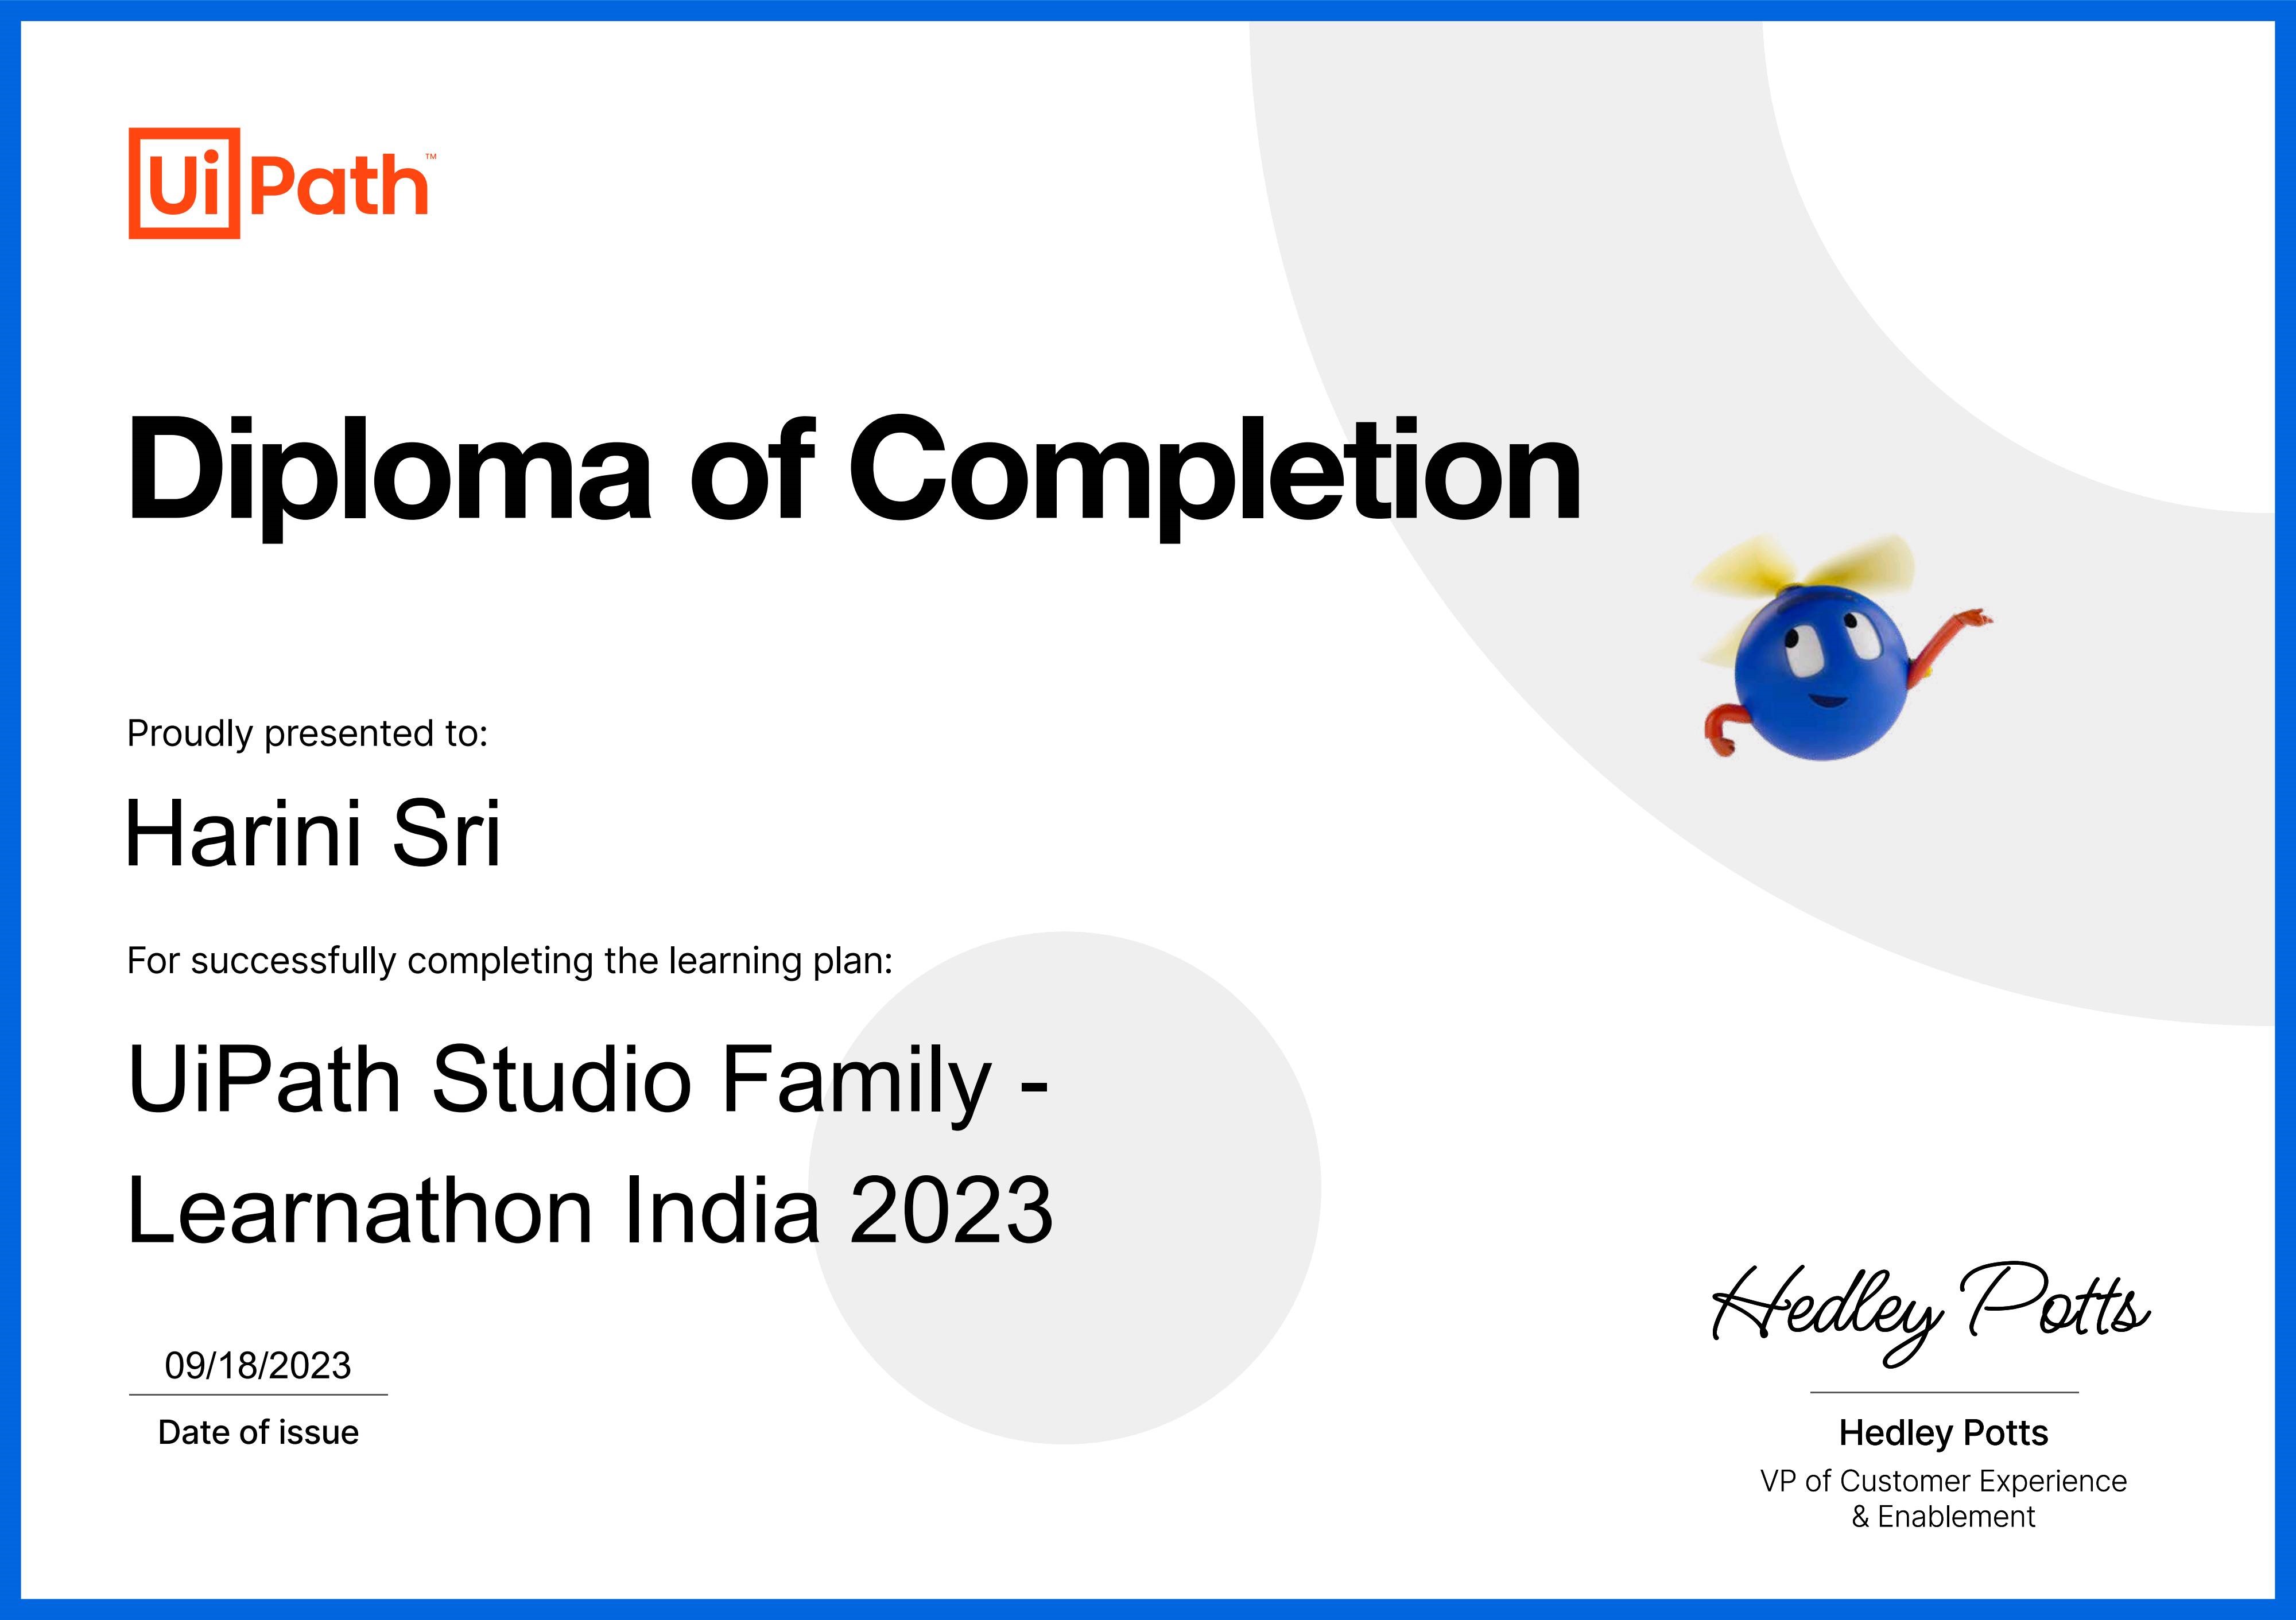 UiPath™
Diploma of Completion
Proudly presented to:
Harini Sri
For successfully completing the learning plan:
UiPath Studio Family -
Learnathon India 2023
09/18/2023
Date of issue
Hedley Potts
Hedley Potts
VP of Customer Experience
& Enablement